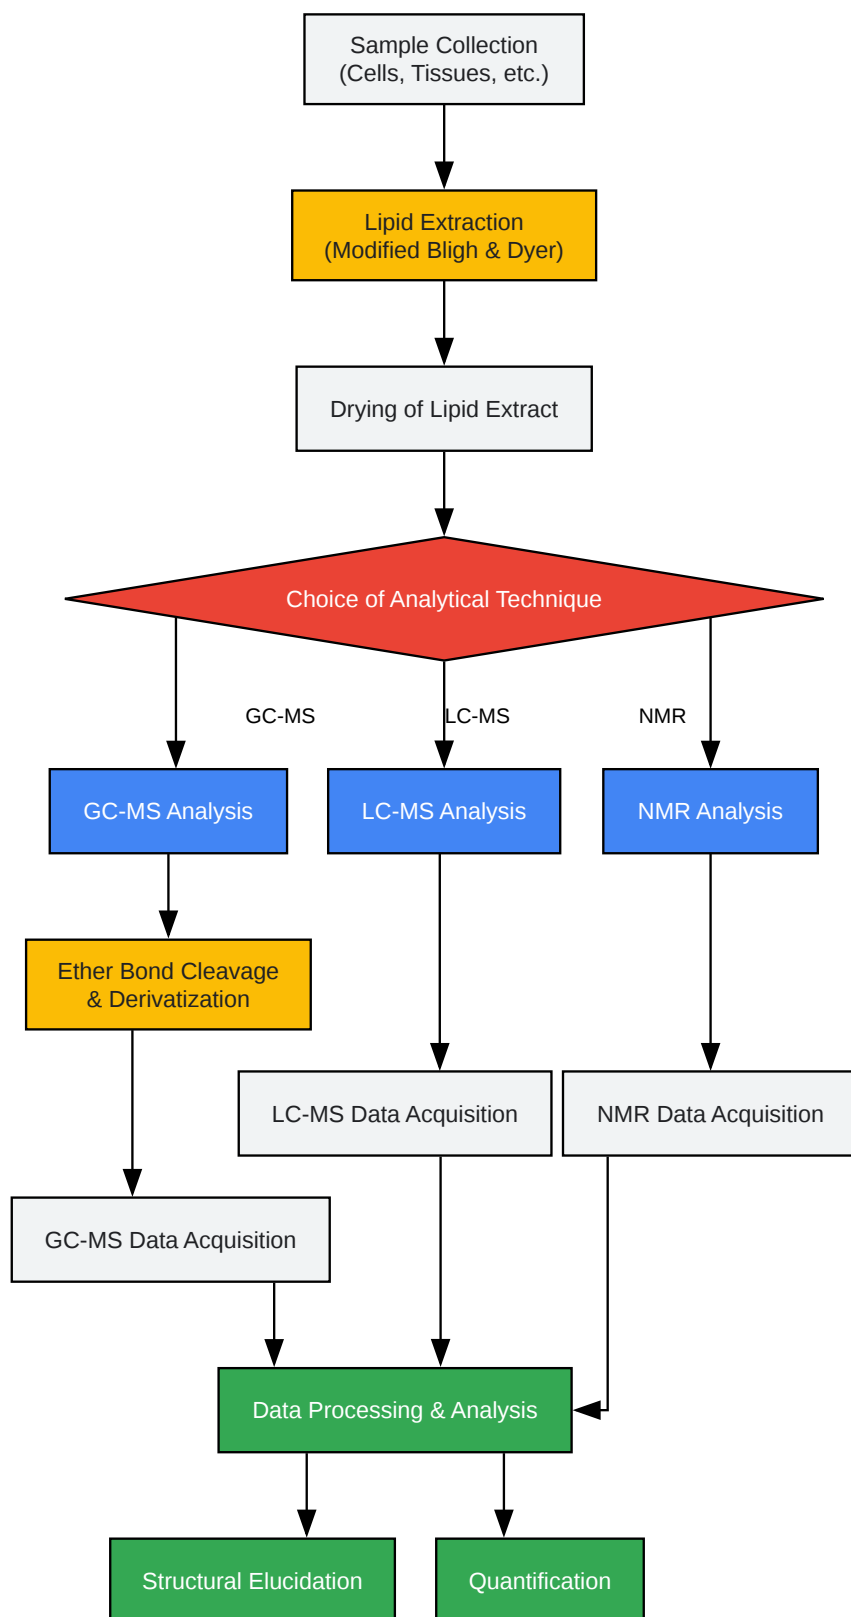 Sample Collection
(Cells, Tissues, etc.)
Lipid Extraction
(Modified Bligh & Dyer)
Drying of Lipid Extract
Choice of Analytical Technique
GC-MS
LC-MS
NMR
GC-MS Analysis
LC-MS Analysis
NMR Analysis
Ether Bond Cleavage
& Derivatization
LC-MS Data Acquisition
NMR Data Acquisition
GC-MS Data Acquisition
Data Processing & Analysis
Structural Elucidation
Quantification